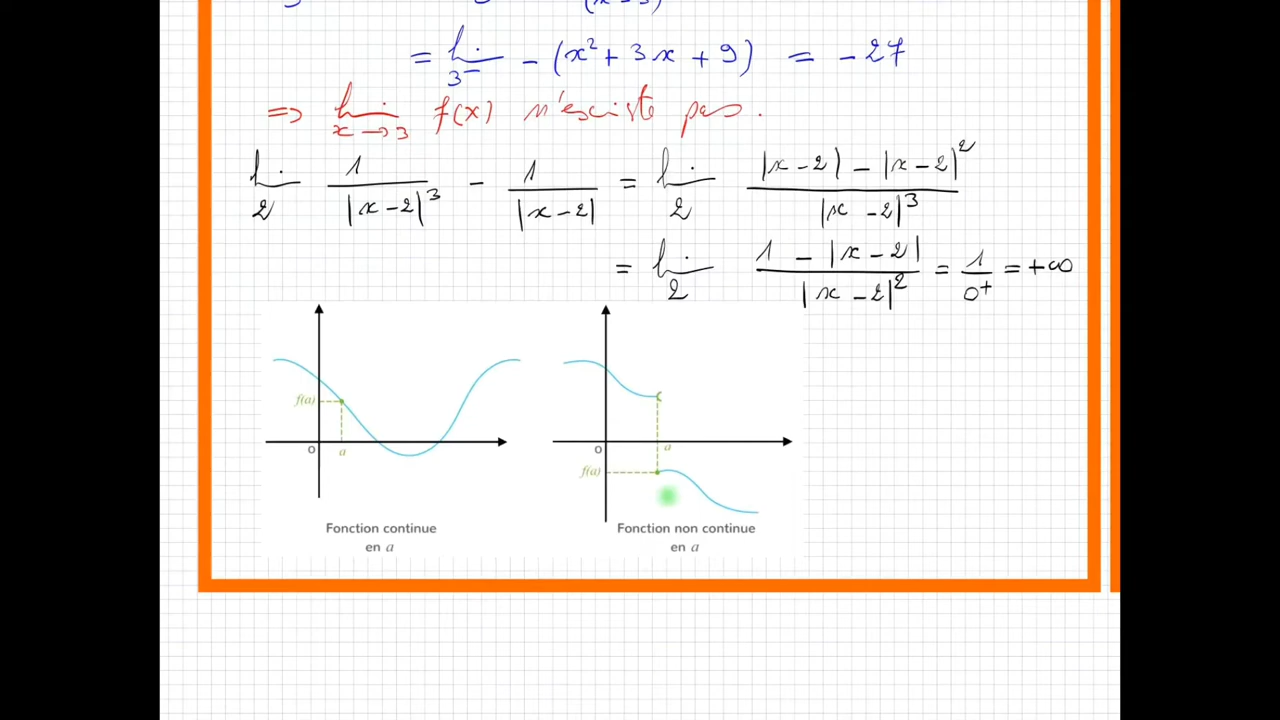 = lim 3⁻ - (x² + 3x + 9) = -27
⇒ lim x→3 f(x) n'existe pas.
lim 2 1/|x-2|³ - 1/|x-2| = lim 2 (|x-2| - |x-2|²)/|x-2|³
= lim 2 (1 - |x-2|)/|x-2|² = 1/0⁺ = +∞
f(a)
0
a
Fonction continue
en a
0
a
f(a)
Fonction non continue
en a